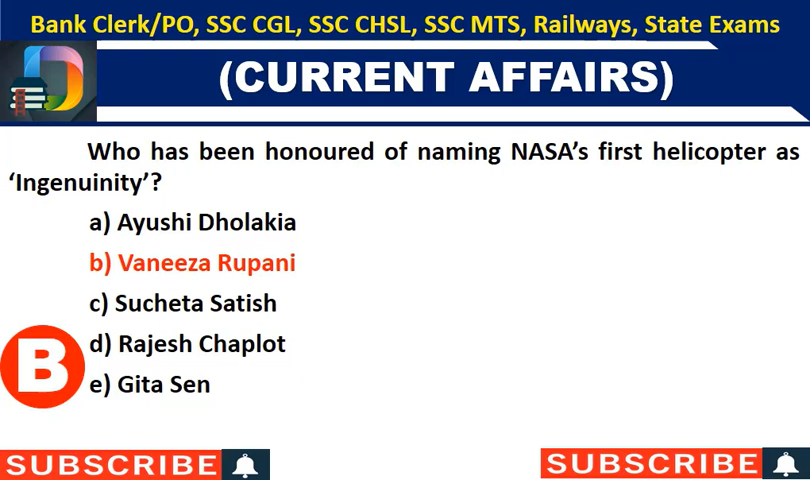 Bank Clerk/PO, SSC CGL, SSC CHSL, SSC MTS, Railways, State Exams
(CURRENT AFFAIRS)
Who has been honoured of naming NASA's first helicopter as
‘Ingenuinity’?
a) Ayushi Dholakia
b) Vaneeza Rupani
c) Sucheta Satish
d) Rajesh Chaplot
B
e) Gita Sen
SUBSCRIBE
SUBSCRIBE